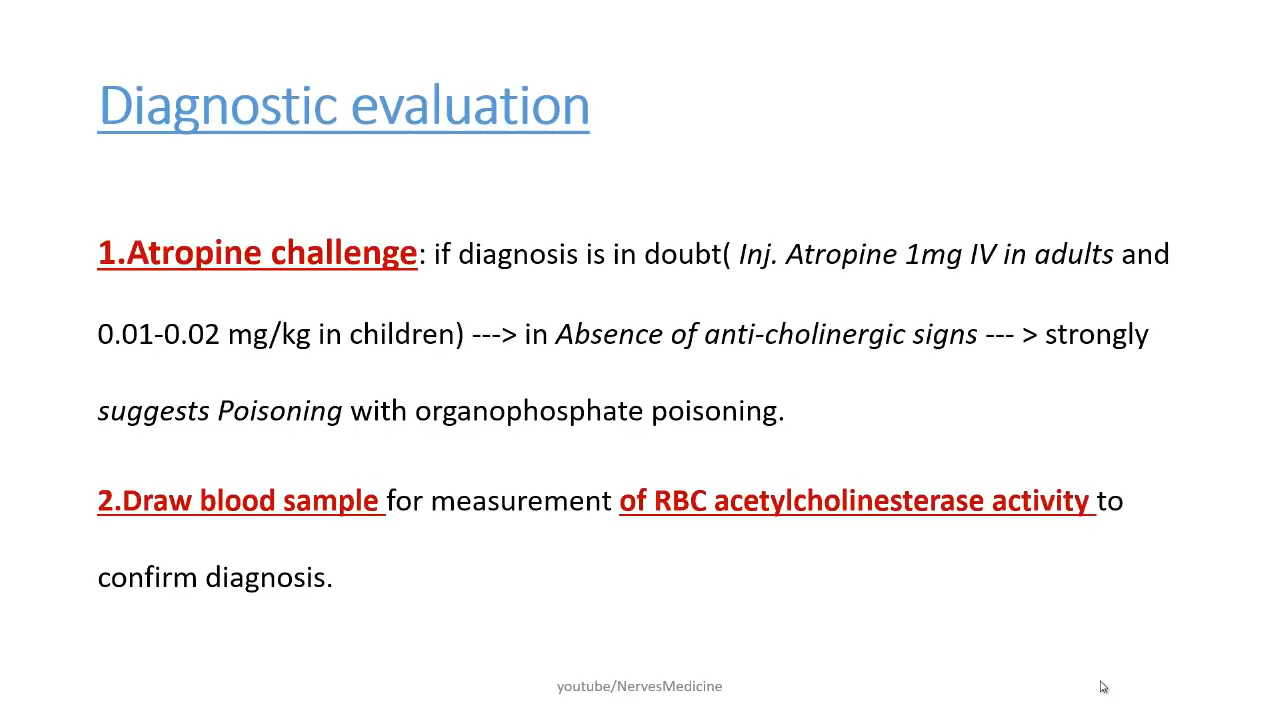 Diagnostic evaluation
1.Atropine challenge: if diagnosis is in doubt( Inj. Atropine 1mg IV in adults and
0.01-0.02 mg/kg in children) ---> in Absence of anti-cholinergic signs --- > strongly
suggests Poisoning with organophosphate poisoning.
2.Draw blood sample for measurement of RBC acetylcholinesterase activity to
confirm diagnosis.
youtube/NervesMedicine